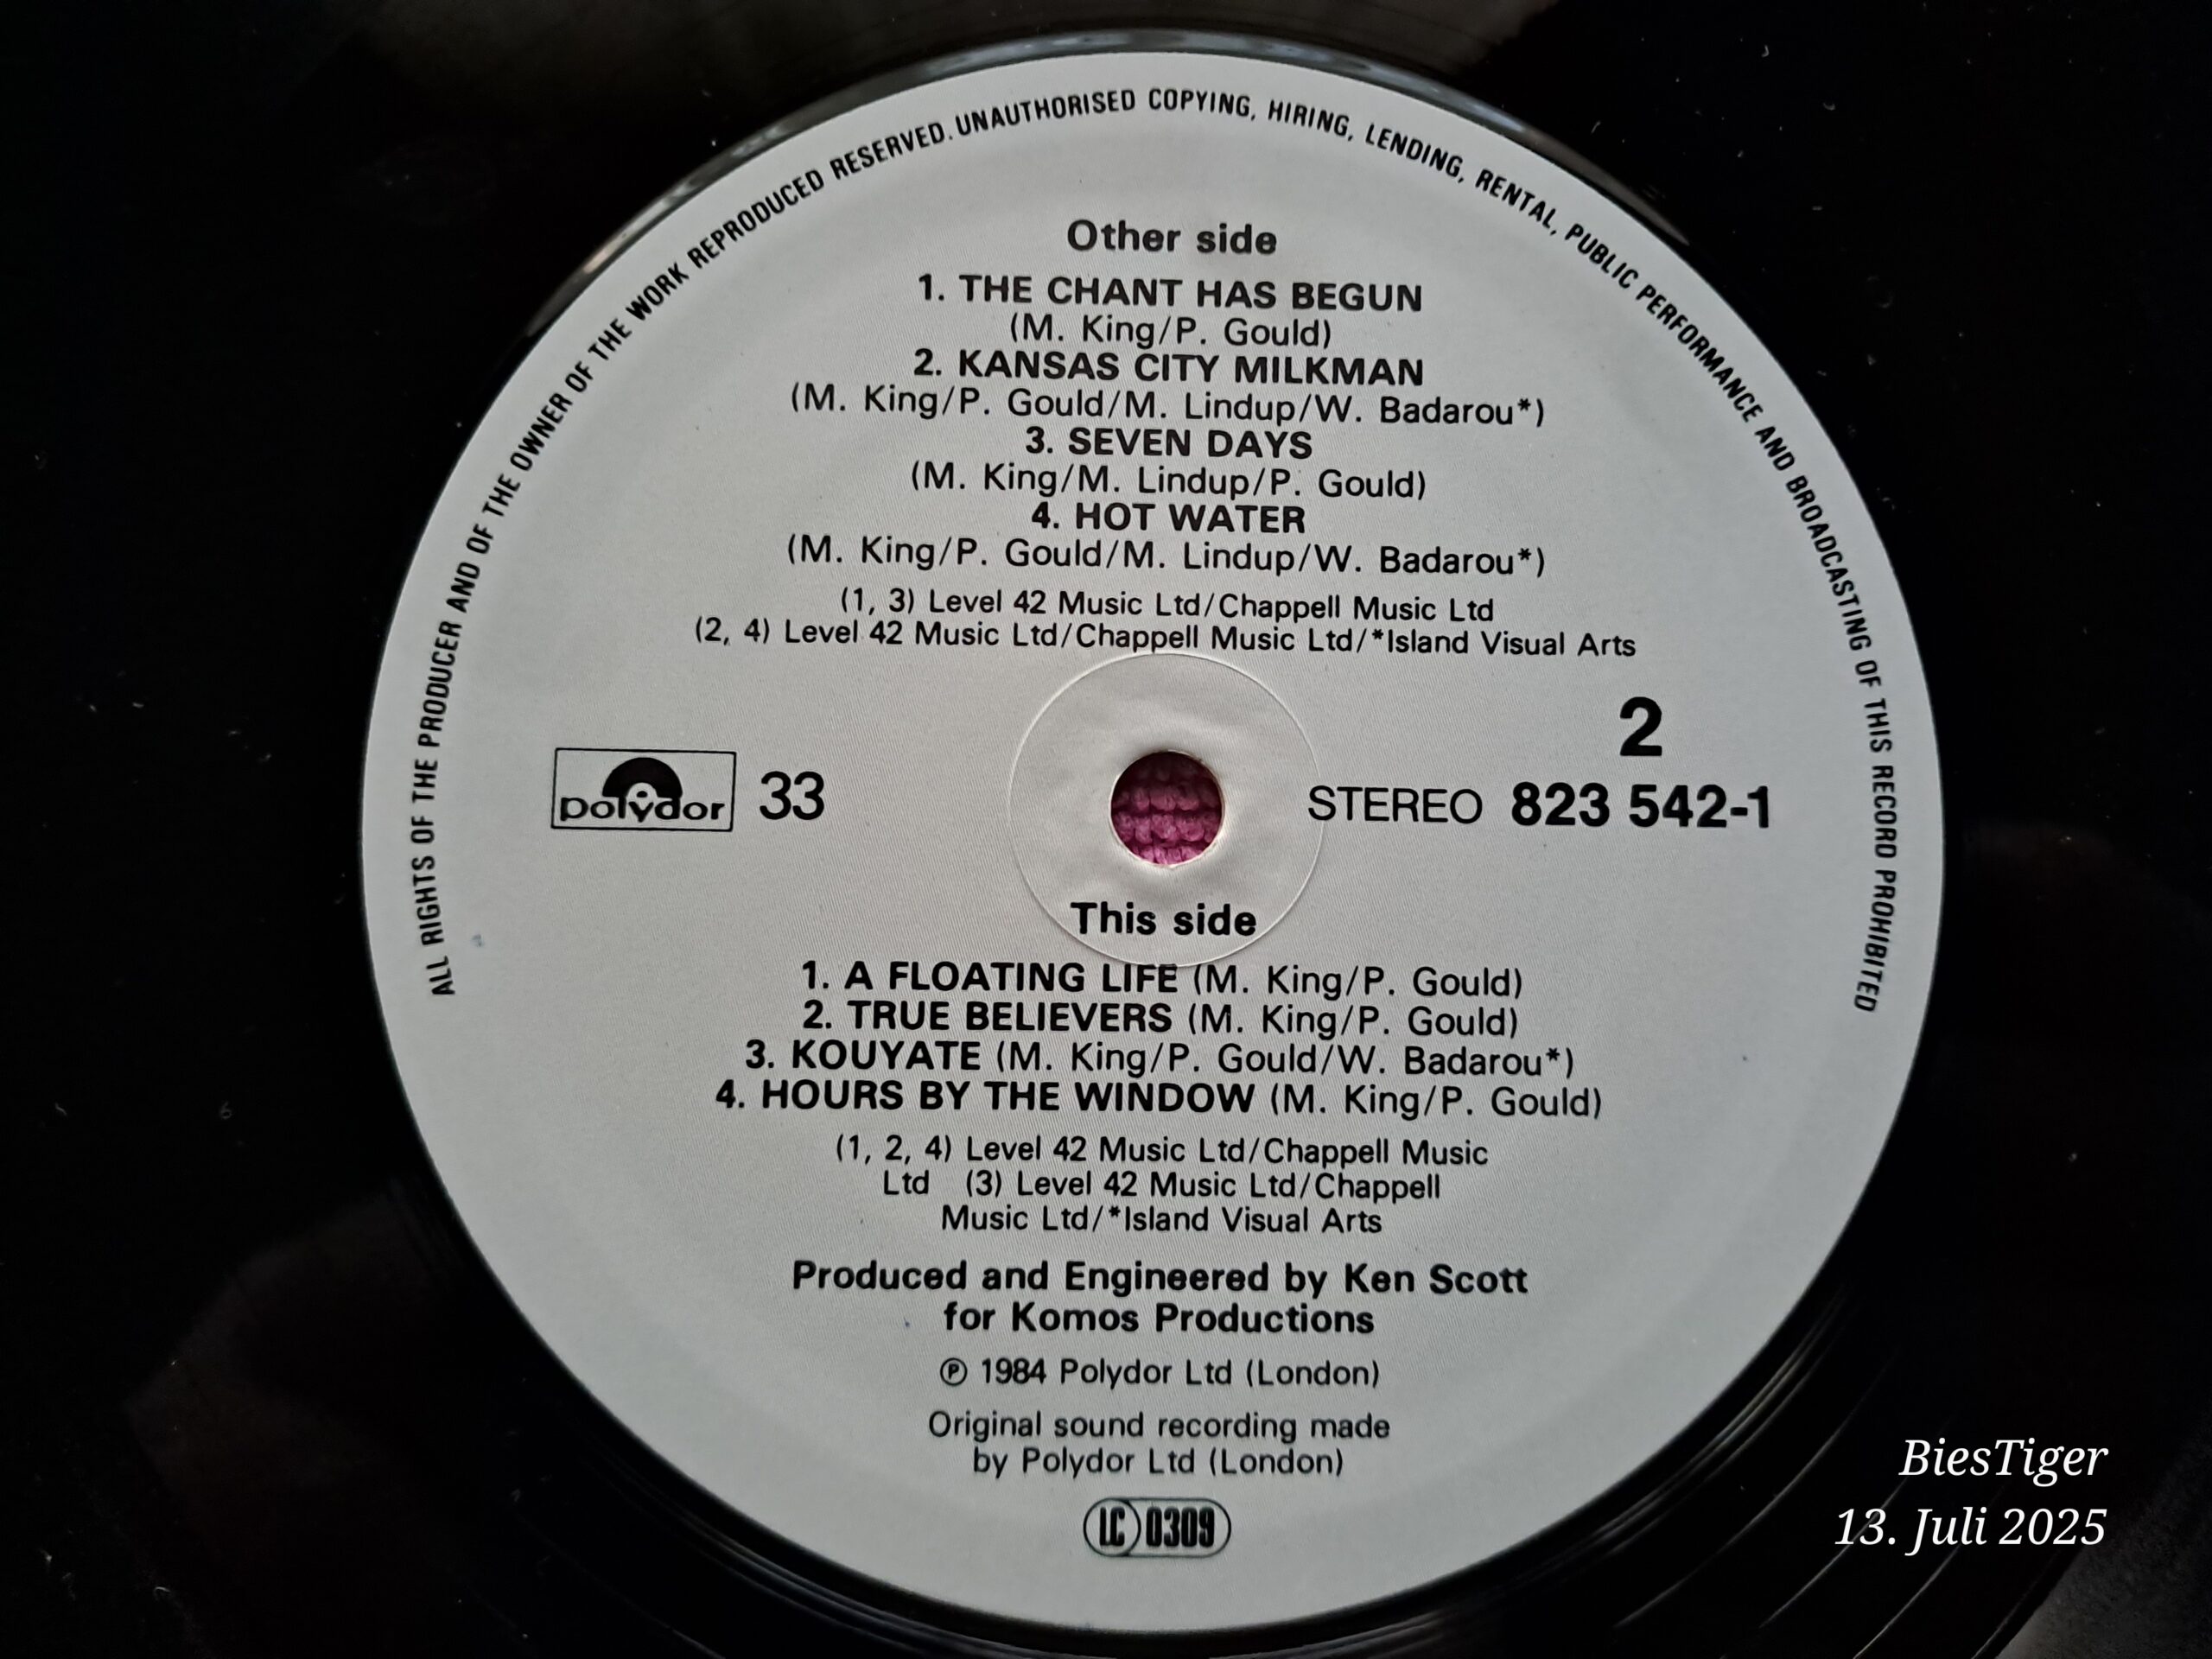 ALL RIGHTS OF THE PRODUCER AND OF THE OWNER OF THE WORK REPRODUCED RESERVED. UNAUTHORISED COPYING, HIRING, LENDING, RENTAL, PUBLIC PERFORMANCE AND BROADCASTING OF THIS RECORD PROHIBITED
Other side
1. THE CHANT HAS BEGUN
(M. King/P. Gould)
2. KANSAS CITY MILKMAN
(M. King/P. Gould/M. Lindup/W. Badarou*)
3. SEVEN DAYS
(M. King/M. Lindup/P. Gould)
4. HOT WATER
(M. King/P. Gould/M. Lindup/W. Badarou*)
(1, 3) Level 42 Music Ltd/Chappell Music Ltd
(2, 4) Level 42 Music Ltd/Chappell Music Ltd/*Island Visual Arts
2
polydor 33 STEREO 823 542-1
This side
1. A FLOATING LIFE (M. King/P. Gould)
2. TRUE BELIEVERS (M. King/P. Gould)
3. KOUYATE (M. King/P. Gould/W. Badarou*)
4. HOURS BY THE WINDOW (M. King/P. Gould)
(1, 2, 4) Level 42 Music Ltd/Chappell Music
Ltd (3) Level 42 Music Ltd/Chappell
Music Ltd/*Island Visual Arts
Produced and Engineered by Ken Scott
for Komos Productions
℗ 1984 Polydor Ltd (London)
Original sound recording made
by Polydor Ltd (London)
LC 0309
BiesTiger
13. Juli 2025